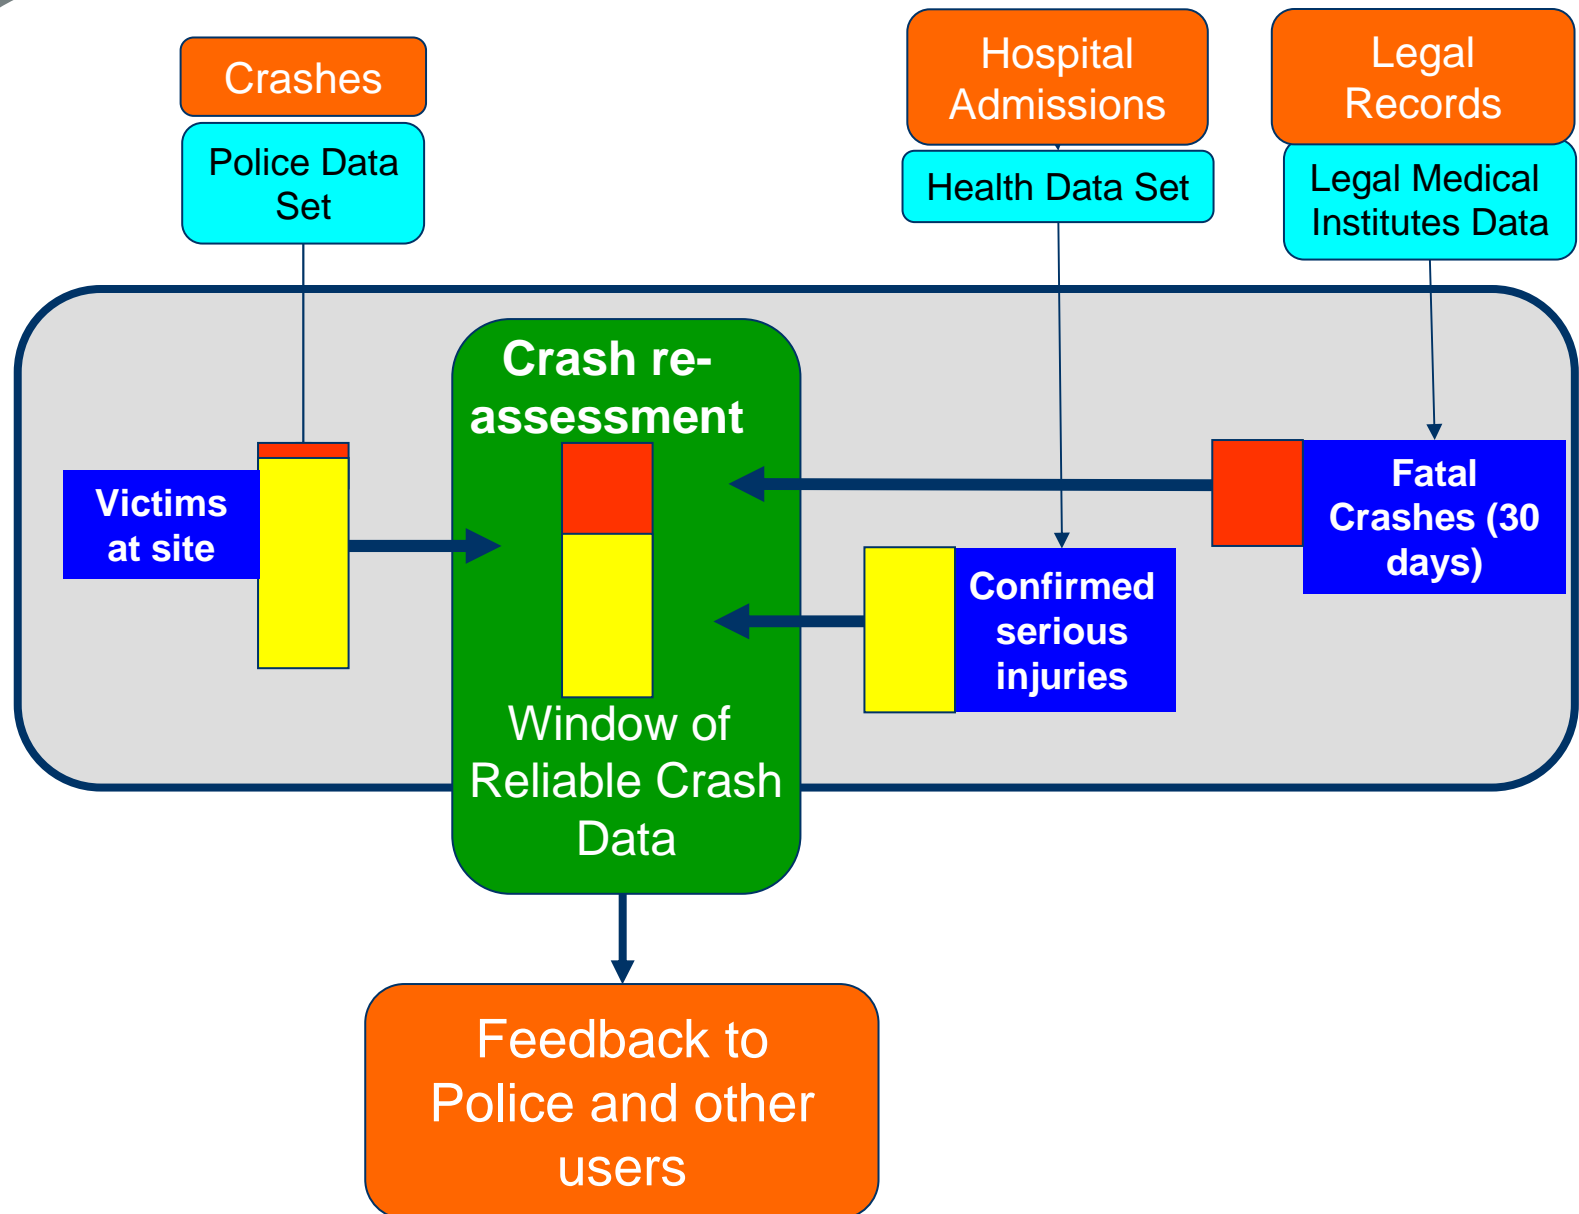 Crashes
Police Data
Set
Hospital
Admissions
Health Data Set
Legal
Records
Legal Medical
Institutes Data
Crash re-
assessment
Victims
at site
Fatal
Crashes (30
days)
Confirmed
serious
injuries
Window of
Reliable Crash
Data
Feedback to
Police and other
users